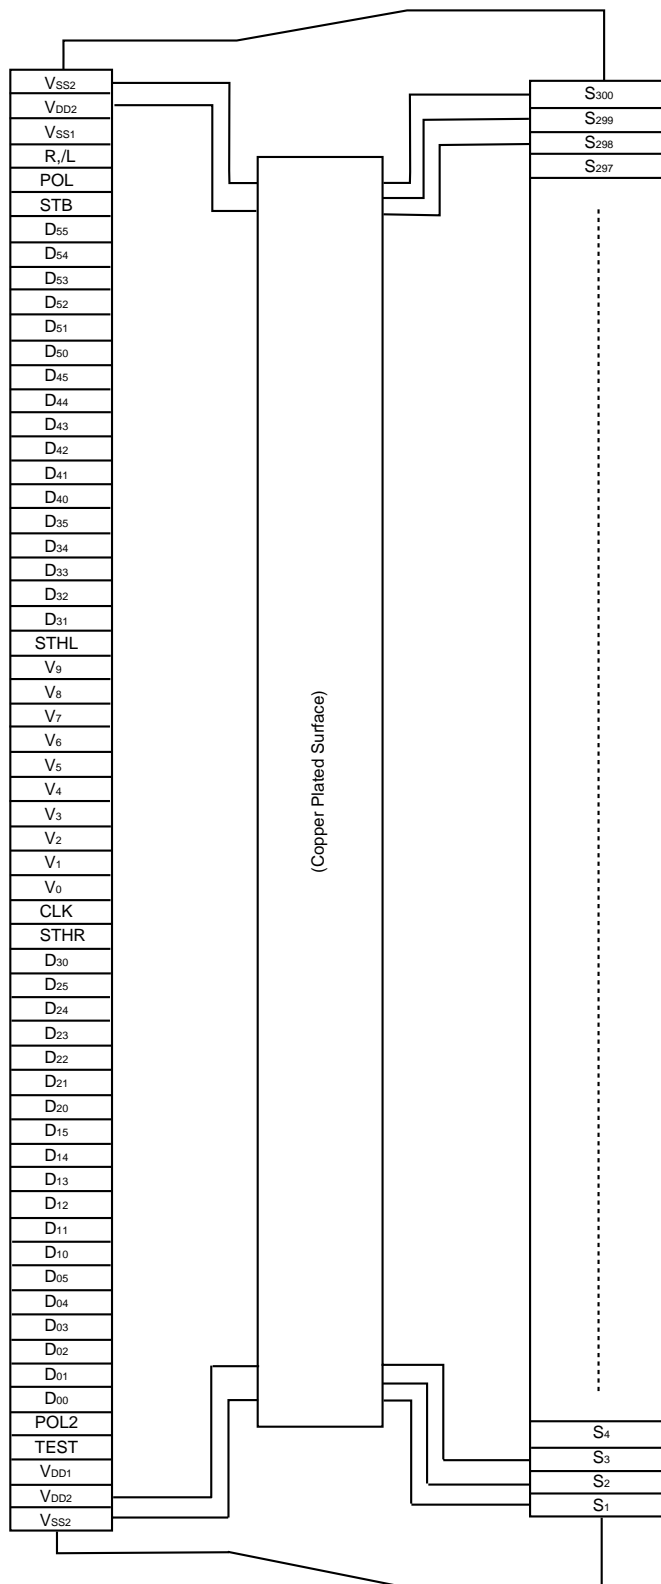 VSS2
VDD2
VSS1
R,/L
POL
STB
D55
D54
D53
D52
D51
D50
D45
D44
D43
D42
D41
D40
D35
D34
D33
D32
D31
STHL
V9
V8
V7
V6
V5
V4
V3
V2
V1
V0
CLK
STHR
D30
D25
D24
D23
D22
D21
D20
D15
D14
D13
D12
D11
D10
D05
D04
D03
D02
D01
D00
POL2
TEST
VDD1
VDD2
VSS2
(Copper Plated Surface)
S300
S299
S298
S297
S4
S3
S2
S1